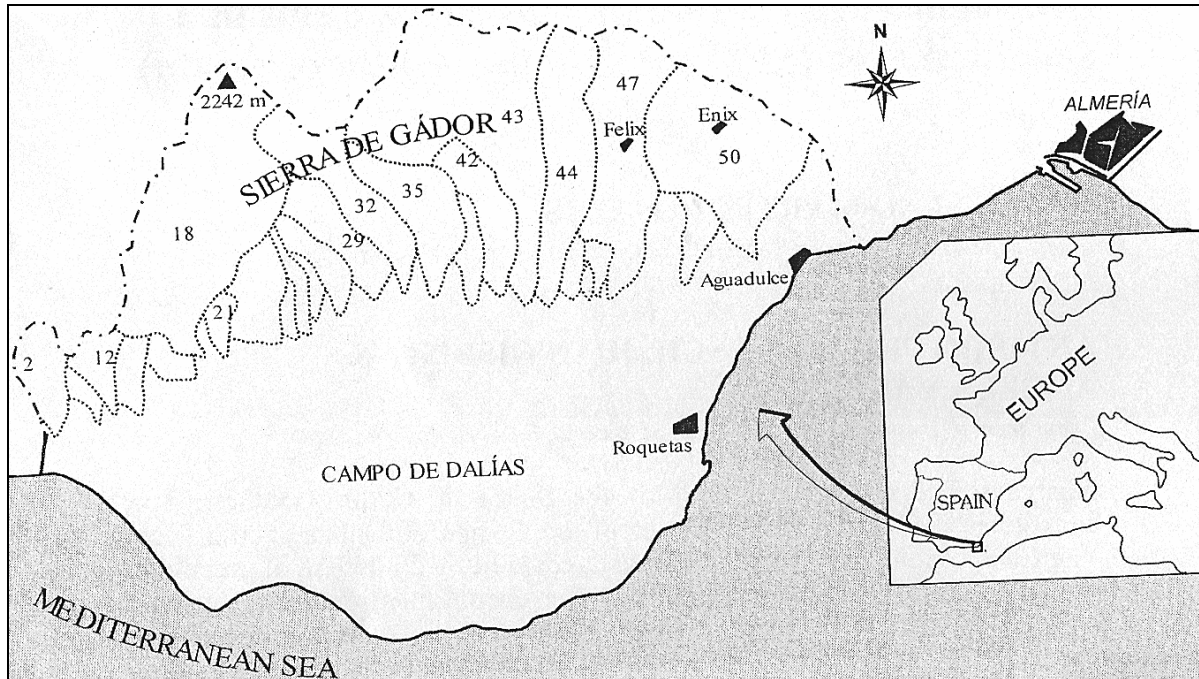 N
ALMERÍA
2242 m
SIERRA DE GÁDOR
47
43
Felix
Enix
42
50
44
35
32
18
29
Aguadulce
21
12
2
EUROPE
Roquetas
CAMPO DE DALÍAS
SPAIN
MEDITERRANEAN SEA